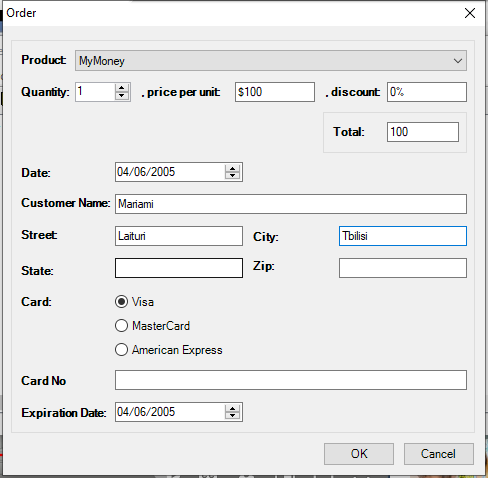 Order
Product: MyMoney
Quantity: 1 , price per unit: $100 , discount: 0%
Total: 100
Date: 04/06/2005
Customer Name: Mariami
Street: Laituri City: Tbilisi
State: Zip:
Card: Visa
MasterCard
American Express
Card No
Expiration Date: 04/06/2005
OK Cancel